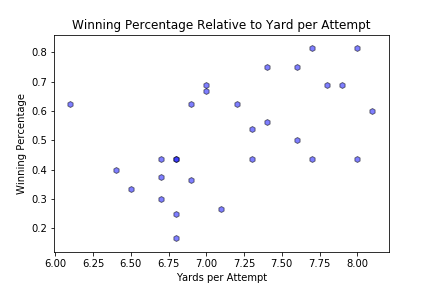 Winning Percentage Relative to Yard per Attempt
0.8
0.7
0.6
0.5
0.4
0.3
0.2
Winning Percentage
6.00 6.25 6.50 6.75 7.00 7.25 7.50 7.75 8.00
Yards per Attempt